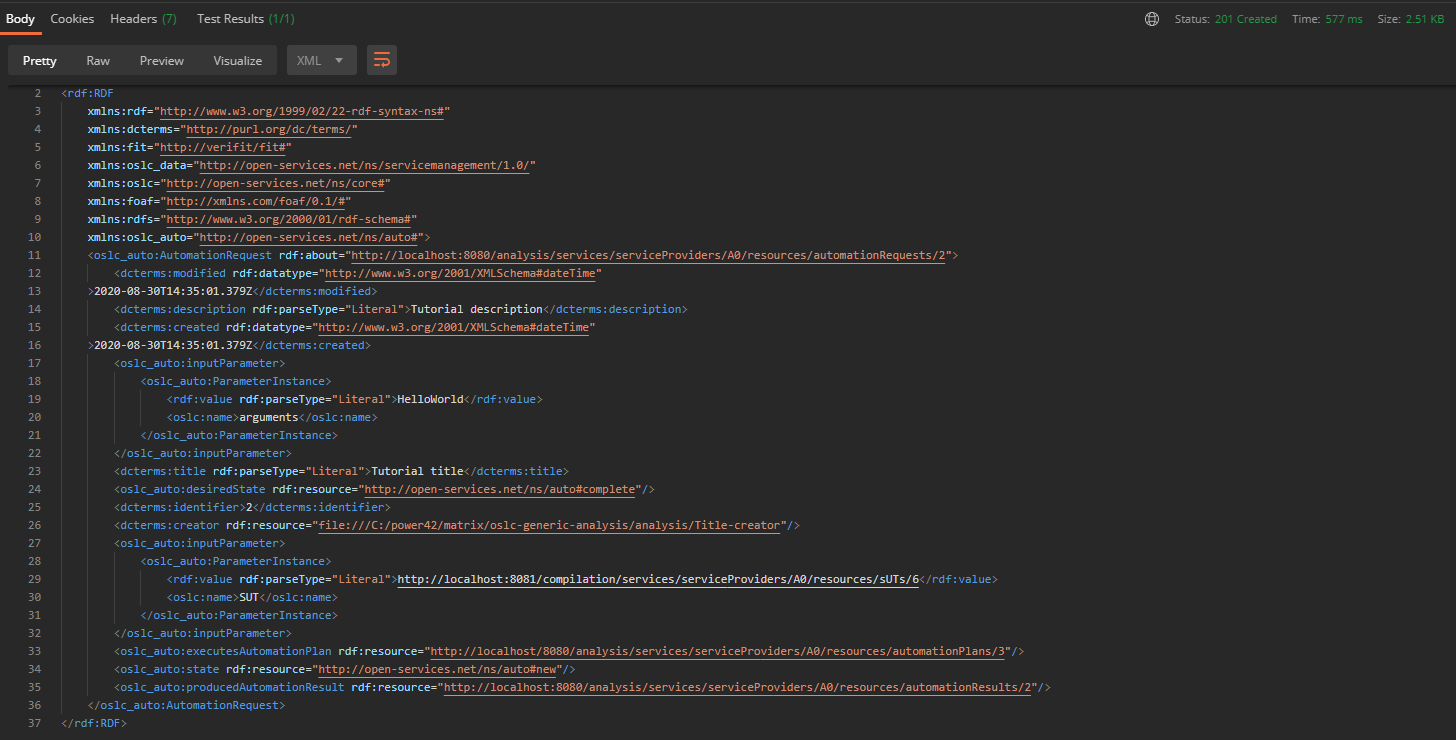 Body Cookies Headers (7) Test Results (1/1) Status: 201 Created Time: 577 ms Size: 2.51 KB
Pretty Raw Preview Visualize XML
2 <rdf:RDF
3 xmlns:rdf="http://www.w3.org/1999/02/22-rdf-syntax-ns#"
4 xmlns:dcterms="http://purl.org/dc/terms/"
5 xmlns:fit="http://verifit/fit#"
6 xmlns:oslc_data="http://open-services.net/ns/servicemanagement/1.0/"
7 xmlns:oslc="http://open-services.net/ns/core#"
8 xmlns:foaf="http://xmlns.com/foaf/0.1/#"
9 xmlns:rdfs="http://www.w3.org/2000/01/rdf-schema#"
10 xmlns:oslc_auto="http://open-services.net/ns/auto#">
11 <oslc_auto:AutomationRequest rdf:about="http://localhost:8080/analysis/services/serviceProviders/A0/resources/automationRequests/2">
12 <dcterms:modified rdf:datatype="http://www.w3.org/2001/XMLSchema#dateTime"
13 >2020-08-30T14:35:01.379Z</dcterms:modified>
14 <dcterms:description rdf:parseType="Literal">Tutorial description</dcterms:description>
15 <dcterms:created rdf:datatype="http://www.w3.org/2001/XMLSchema#dateTime"
16 >2020-08-30T14:35:01.379Z</dcterms:created>
17 <oslc_auto:inputParameter>
18 <oslc_auto:ParameterInstance>
19 <rdf:value rdf:parseType="Literal">HelloWorld</rdf:value>
20 <oslc:name>arguments</oslc:name>
21 </oslc_auto:ParameterInstance>
22 </oslc_auto:inputParameter>
23 <dcterms:title rdf:parseType="Literal">Tutorial title</dcterms:title>
24 <oslc_auto:desiredState rdf:resource="http://open-services.net/ns/auto#complete"/>
25 <dcterms:identifier>2</dcterms:identifier>
26 <dcterms:creator rdf:resource="file:///C:/power42/matrix/oslc-generic-analysis/analysis/Title-creator"/>
27 <oslc_auto:inputParameter>
28 <oslc_auto:ParameterInstance>
29 <rdf:value rdf:parseType="Literal">http://localhost:8081/compilation/services/serviceProviders/A0/resources/sUTs/6</rdf:value>
30 <oslc:name>SUT</oslc:name>
31 </oslc_auto:ParameterInstance>
32 </oslc_auto:inputParameter>
33 <oslc_auto:executesAutomationPlan rdf:resource="http://localhost/8080/analysis/services/serviceProviders/A0/resources/automationPlans/3"/>
34 <oslc_auto:state rdf:resource="http://open-services.net/ns/auto#new"/>
35 <oslc_auto:producedAutomationResult rdf:resource="http://localhost:8080/analysis/services/serviceProviders/A0/resources/automationResults/2"/>
36 </oslc_auto:AutomationRequest>
37 </rdf:RDF>